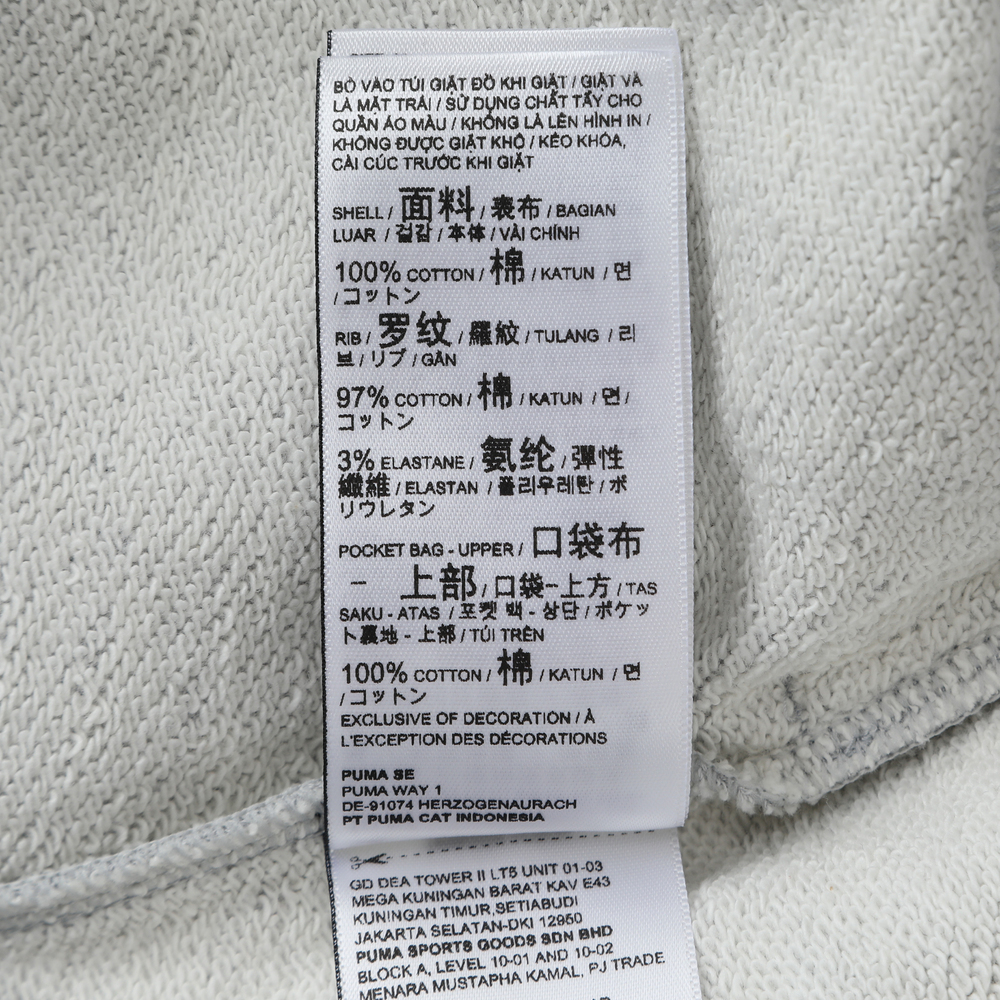 BỎ VÀO TÚI GIẶT ĐỒ KHI GIẶT / GIẶT VÀ
LÀ MẶT TRÁI / SỬ DỤNG CHẤT TẨY CHO
QUẦN ÁO MÀU / KHÔNG LÀ LÊN HÌNH IN /
KHÔNG ĐƯỢC GIẶT KHÔ / KÉO KHÓA,
CÀI CÚC TRƯỚC KHI GIẶT
SHELL / 面料 / 表布 / BAGIAN
LUAR / 겉감 / 本体 / VẢI CHÍNH
100% COTTON / 棉 / KATUN / 면
/ コットン
RIB / 罗纹 / 羅紋 / TULANG / 리
브 / リブ / GÂN
97% COTTON / 棉 / KATUN / 면 /
コットン
3% ELASTANE / 氨纶 / 彈性
纖維 / ELASTAN / 폴리우레탄 / ポ
リウレタン
POCKET BAG - UPPER / 口袋布
- 上部 / 口袋-上方 / TAS
SAKU - ATAS / 포켓 백 - 상단 / ポケッ
ト裏地 - 上部 / TÚI TRÊN
100% COTTON / 棉 / KATUN / 면
/ コットン
EXCLUSIVE OF DECORATION / À
L'EXCEPTION DES DÉCORATIONS
PUMA SE
PUMA WAY 1
DE-91074 HERZOGENAURACH
PT PUMA CAT INDONESIA
GD DEA TOWER II LT5 UNIT 01-03
MEGA KUNINGAN BARAT KAV E43
KUNINGAN TIMUR,SETIABUDI
JAKARTA SELATAN-DKI 12950
PUMA SPORTS GOODS SDN BHD
BLOCK A, LEVEL 10-01 AND 10-02
MENARA MUSTAPHA KAMAL, PJ TRADE